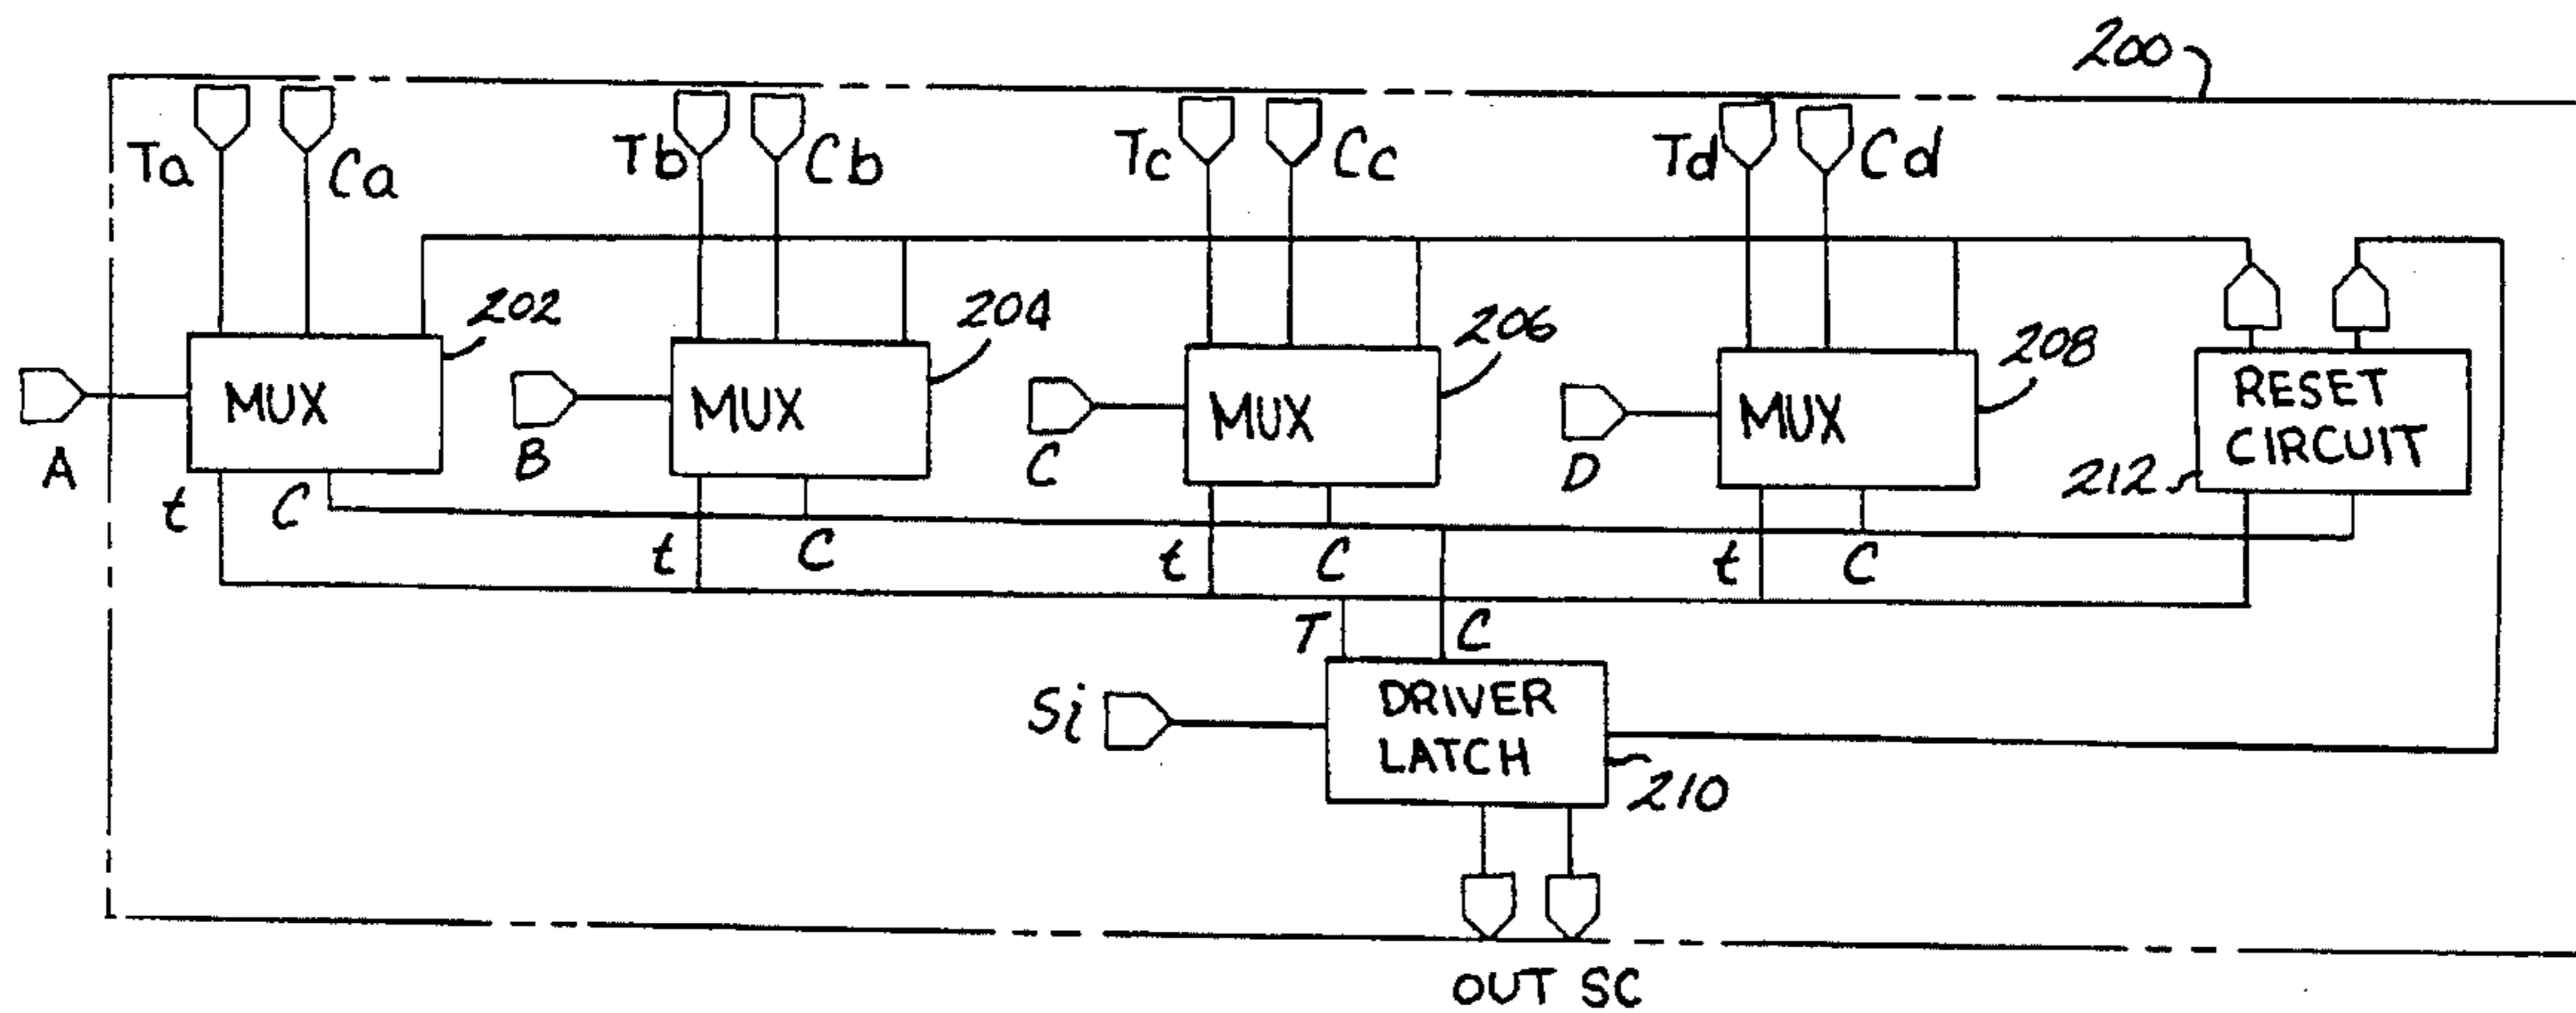 200
Ta Ca Tb Cb Tc Cc Td Cd
202 204 206 208
A MUX B MUX C MUX D MUX RESET
CIRCUIT
212
t C t C t C t C
T C
Si DRIVER
LATCH
210
OUT SC